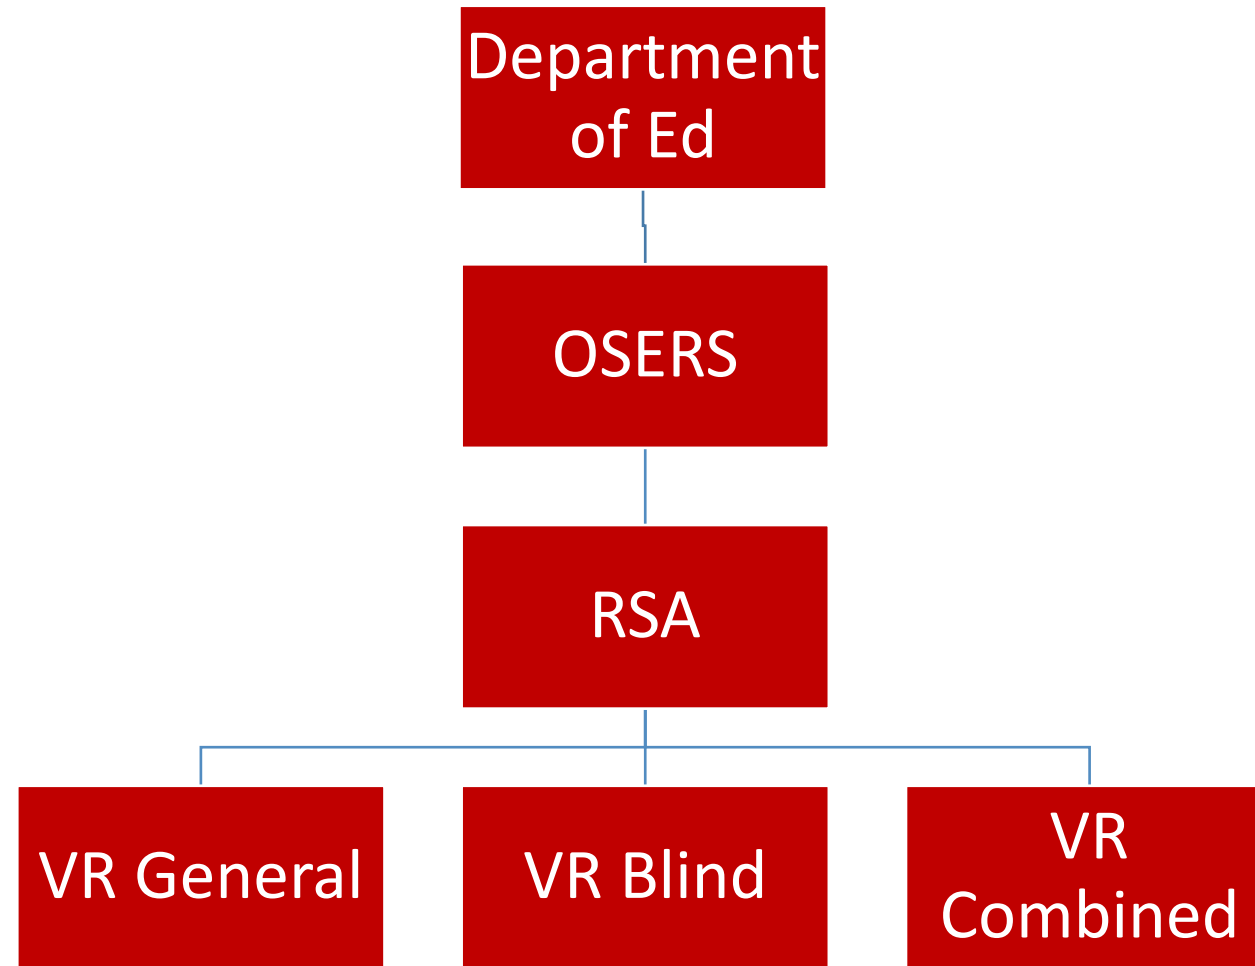 Department
of Ed
OSERS
RSA
VR General
VR Blind
VR
Combined